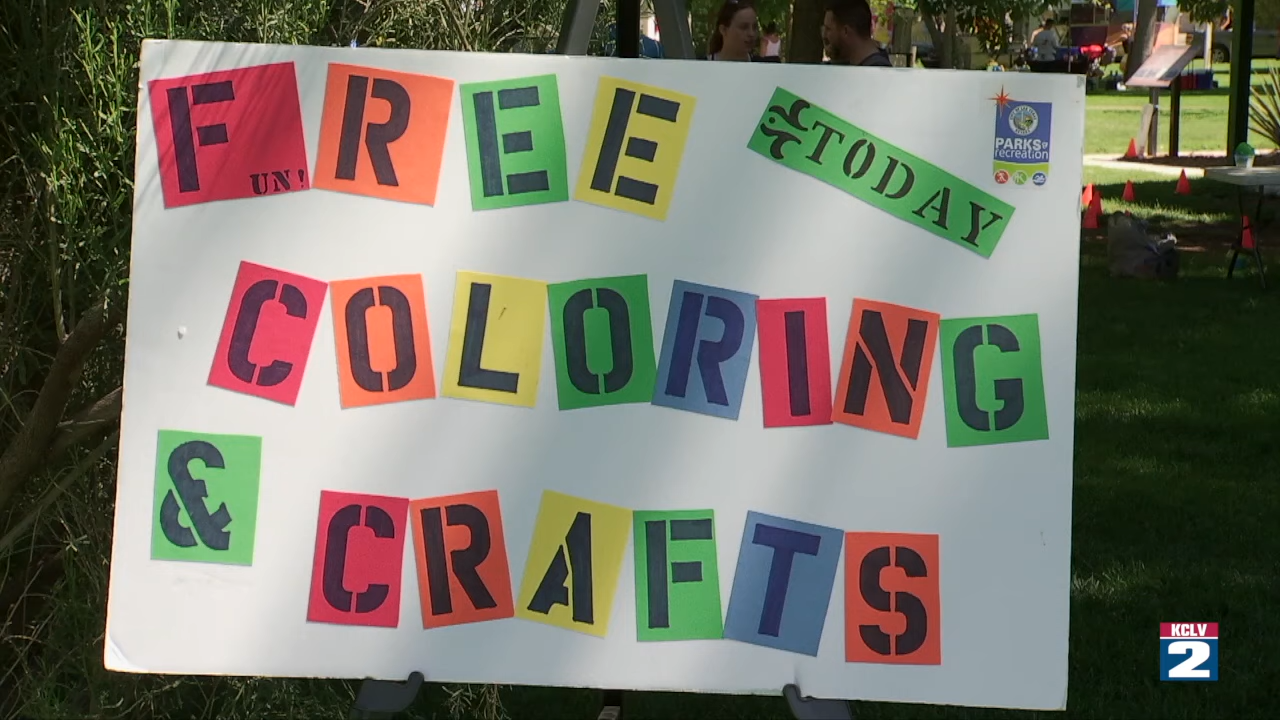 FREE
UN!
TODAY
PARKS &
recreation
COLORING
&
CRAFTS
KCLV
2